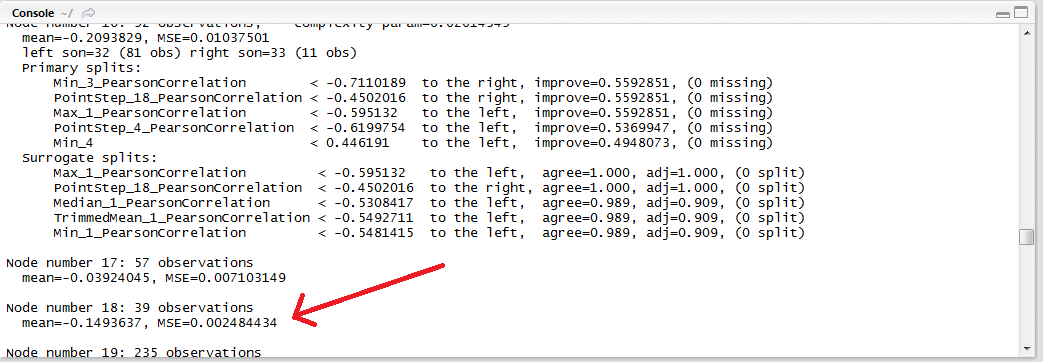 Console ~/
Node number 16: 92 observations, complexity param=0.02014549
mean=-0.2093829, MSE=0.01037501
left son=32 (81 obs) right son=33 (11 obs)
Primary splits:
Min_3_PearsonCorrelation < -0.7110189 to the right, improve=0.5592851, (0 missing)
PointStep_18_PearsonCorrelation < -0.4502016 to the right, improve=0.5592851, (0 missing)
Max_1_PearsonCorrelation < -0.595132 to the left, improve=0.5592851, (0 missing)
PointStep_4_PearsonCorrelation < -0.6199754 to the left, improve=0.5369947, (0 missing)
Min_4 < 0.446191 to the left, improve=0.4948073, (0 missing)
Surrogate splits:
Max_1_PearsonCorrelation < -0.595132 to the left, agree=1.000, adj=1.000, (0 split)
PointStep_18_PearsonCorrelation < -0.4502016 to the right, agree=1.000, adj=1.000, (0 split)
Median_1_PearsonCorrelation < -0.5308417 to the left, agree=0.989, adj=0.909, (0 split)
TrimmedMean_1_PearsonCorrelation < -0.5492711 to the left, agree=0.989, adj=0.909, (0 split)
Min_1_PearsonCorrelation < -0.5481415 to the left, agree=0.989, adj=0.909, (0 split)
Node number 17: 57 observations
mean=-0.03924045, MSE=0.007103149
Node number 18: 39 observations
mean=-0.1493637, MSE=0.002484434
Node number 19: 235 observations